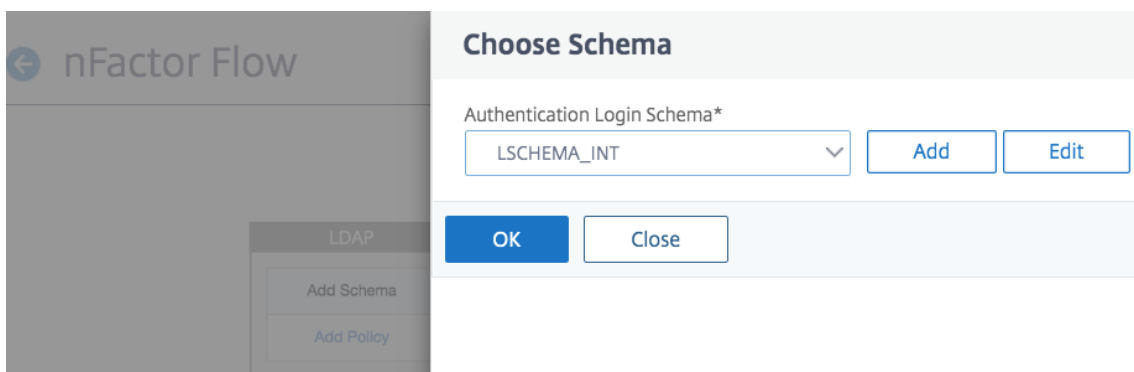 nFactor Flow
LDAP
Add Schema
Add Policy
Choose Schema
Authentication Login Schema*
LSCHEMA_INT
Add
Edit
OK
Close